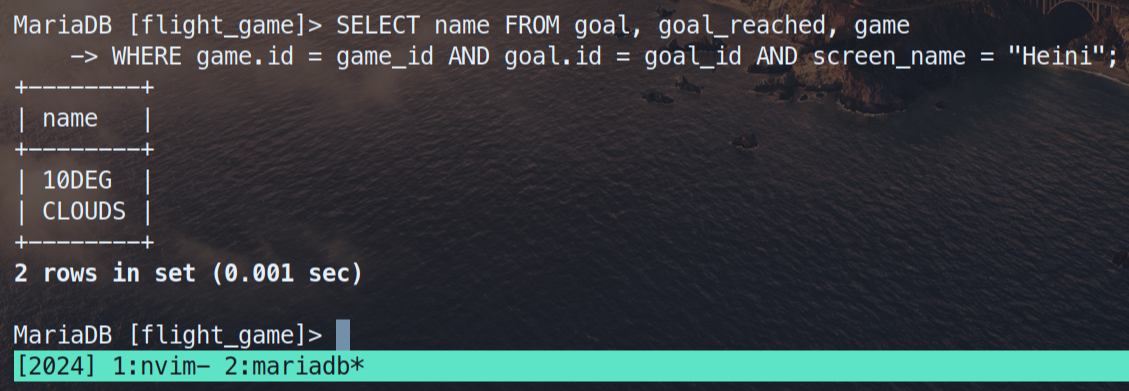 MariaDB [flight_game]> SELECT name FROM goal, goal_reached, game
    -> WHERE game.id = game_id AND goal.id = goal_id AND screen_name = "Heini";
+--------+
| name   |
+--------+
| 10DEG  |
| CLOUDS |
+--------+
2 rows in set (0.001 sec)
MariaDB [flight_game]>
[2024] 1:nvim- 2:mariadb*